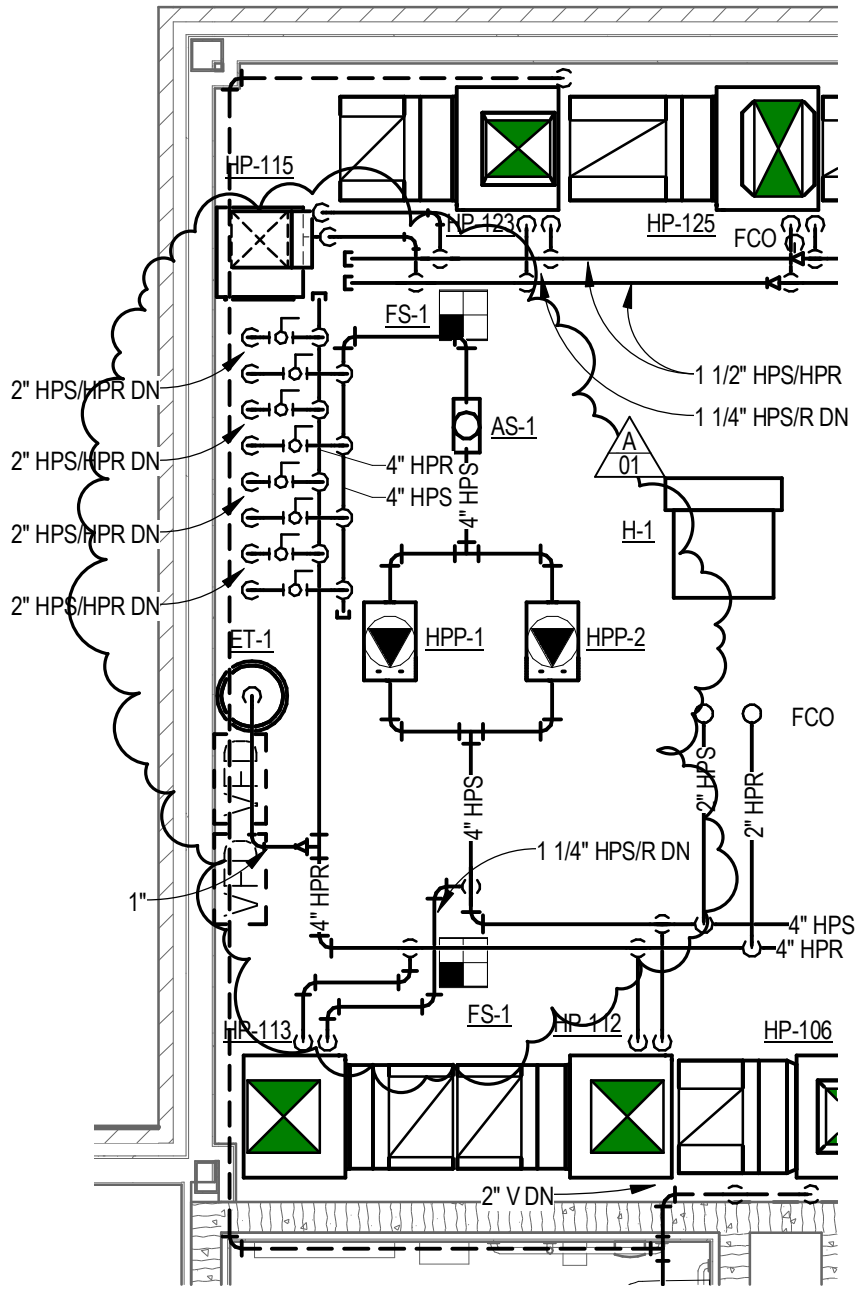 HP-115
HP-123
HP-125
FCO
FS-1
2" HPS/HPR DN
1 1/2" HPS/HPR
1 1/4" HPS/R DN
AS-1
A
01
2" HPS/HPR DN
4" HPR
4" HPS
4" HPS
H-1
2" HPS/HPR DN
2" HPS/HPR DN
ET-1
HPP-1
HPP-2
FCO
VFD
VFD
2" HPS
2" HPR
4" HPS
1 1/4" HPS/R DN
1"
4" HPR
4" HPS
4" HPR
FS-1
HP-113
HP-112
HP-106
2" V DN